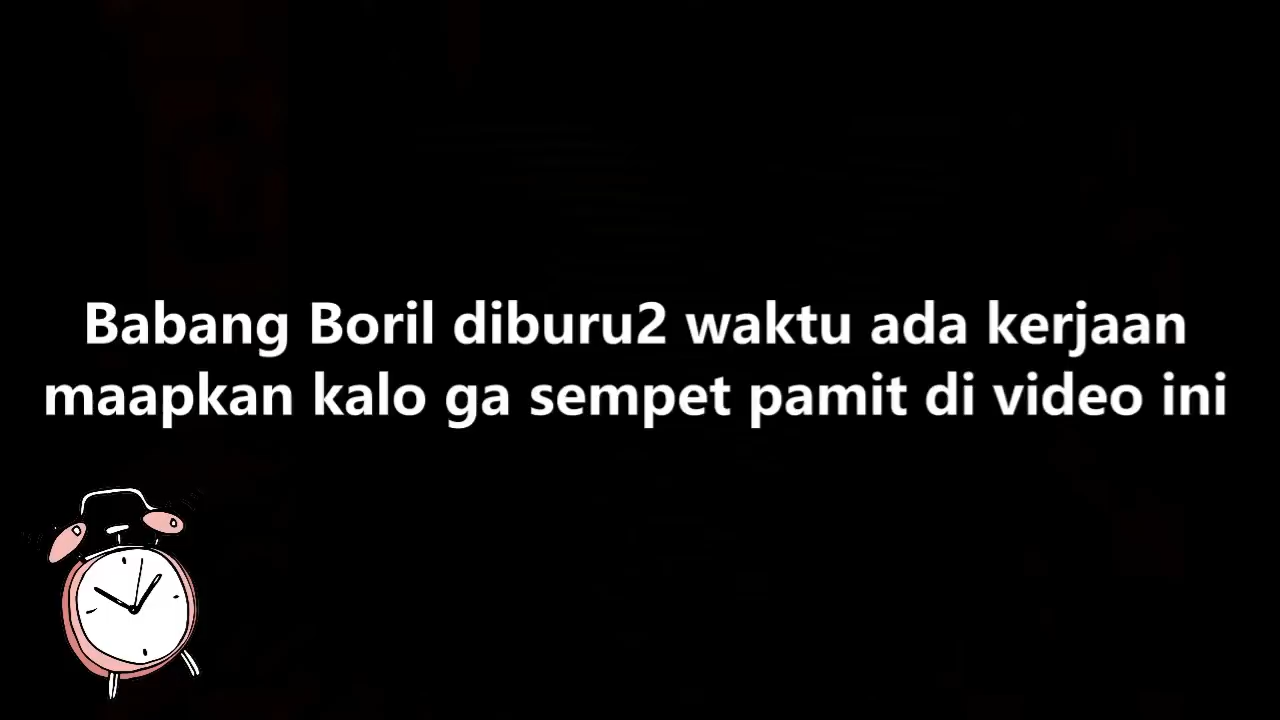 Babang Boril diburu2 waktu ada kerjaan
maapkan kalo ga sempet pamit di video ini